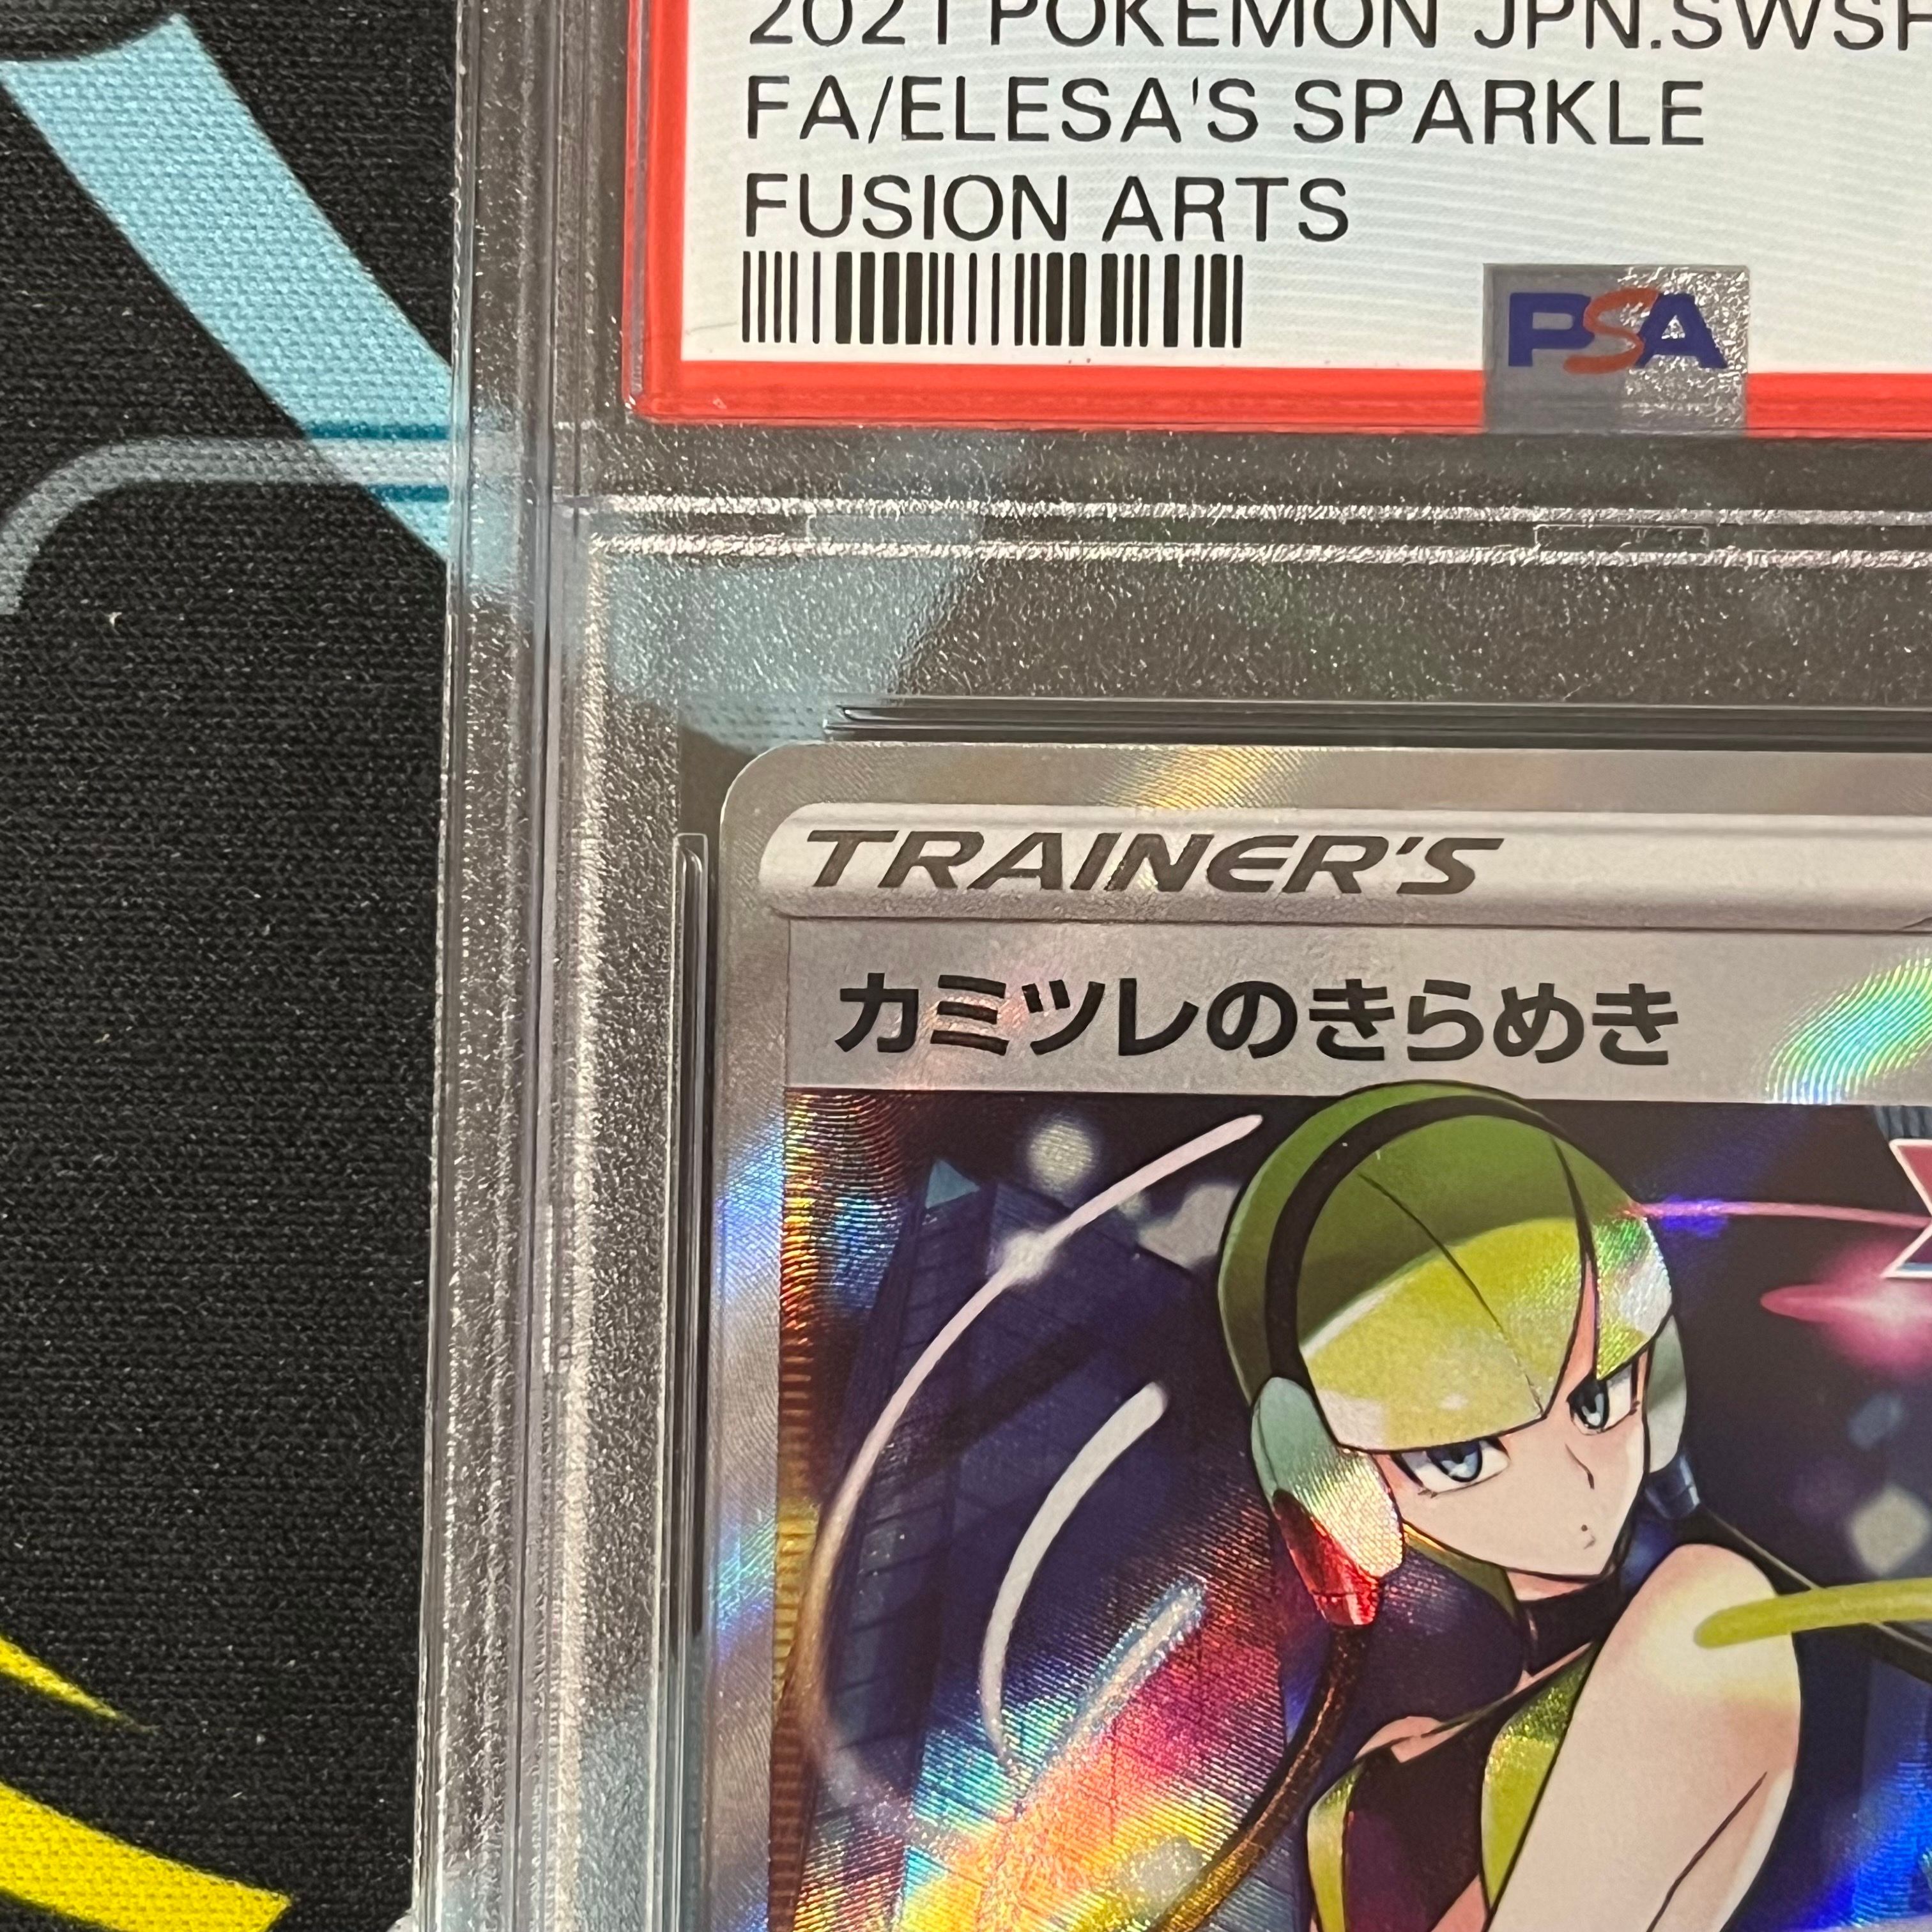 2021 POKEMON JPN.SWSH
FA/ELESA'S SPARKLE
FUSION ARTS
PSA
TRAINER'S
カミツレのきらめき